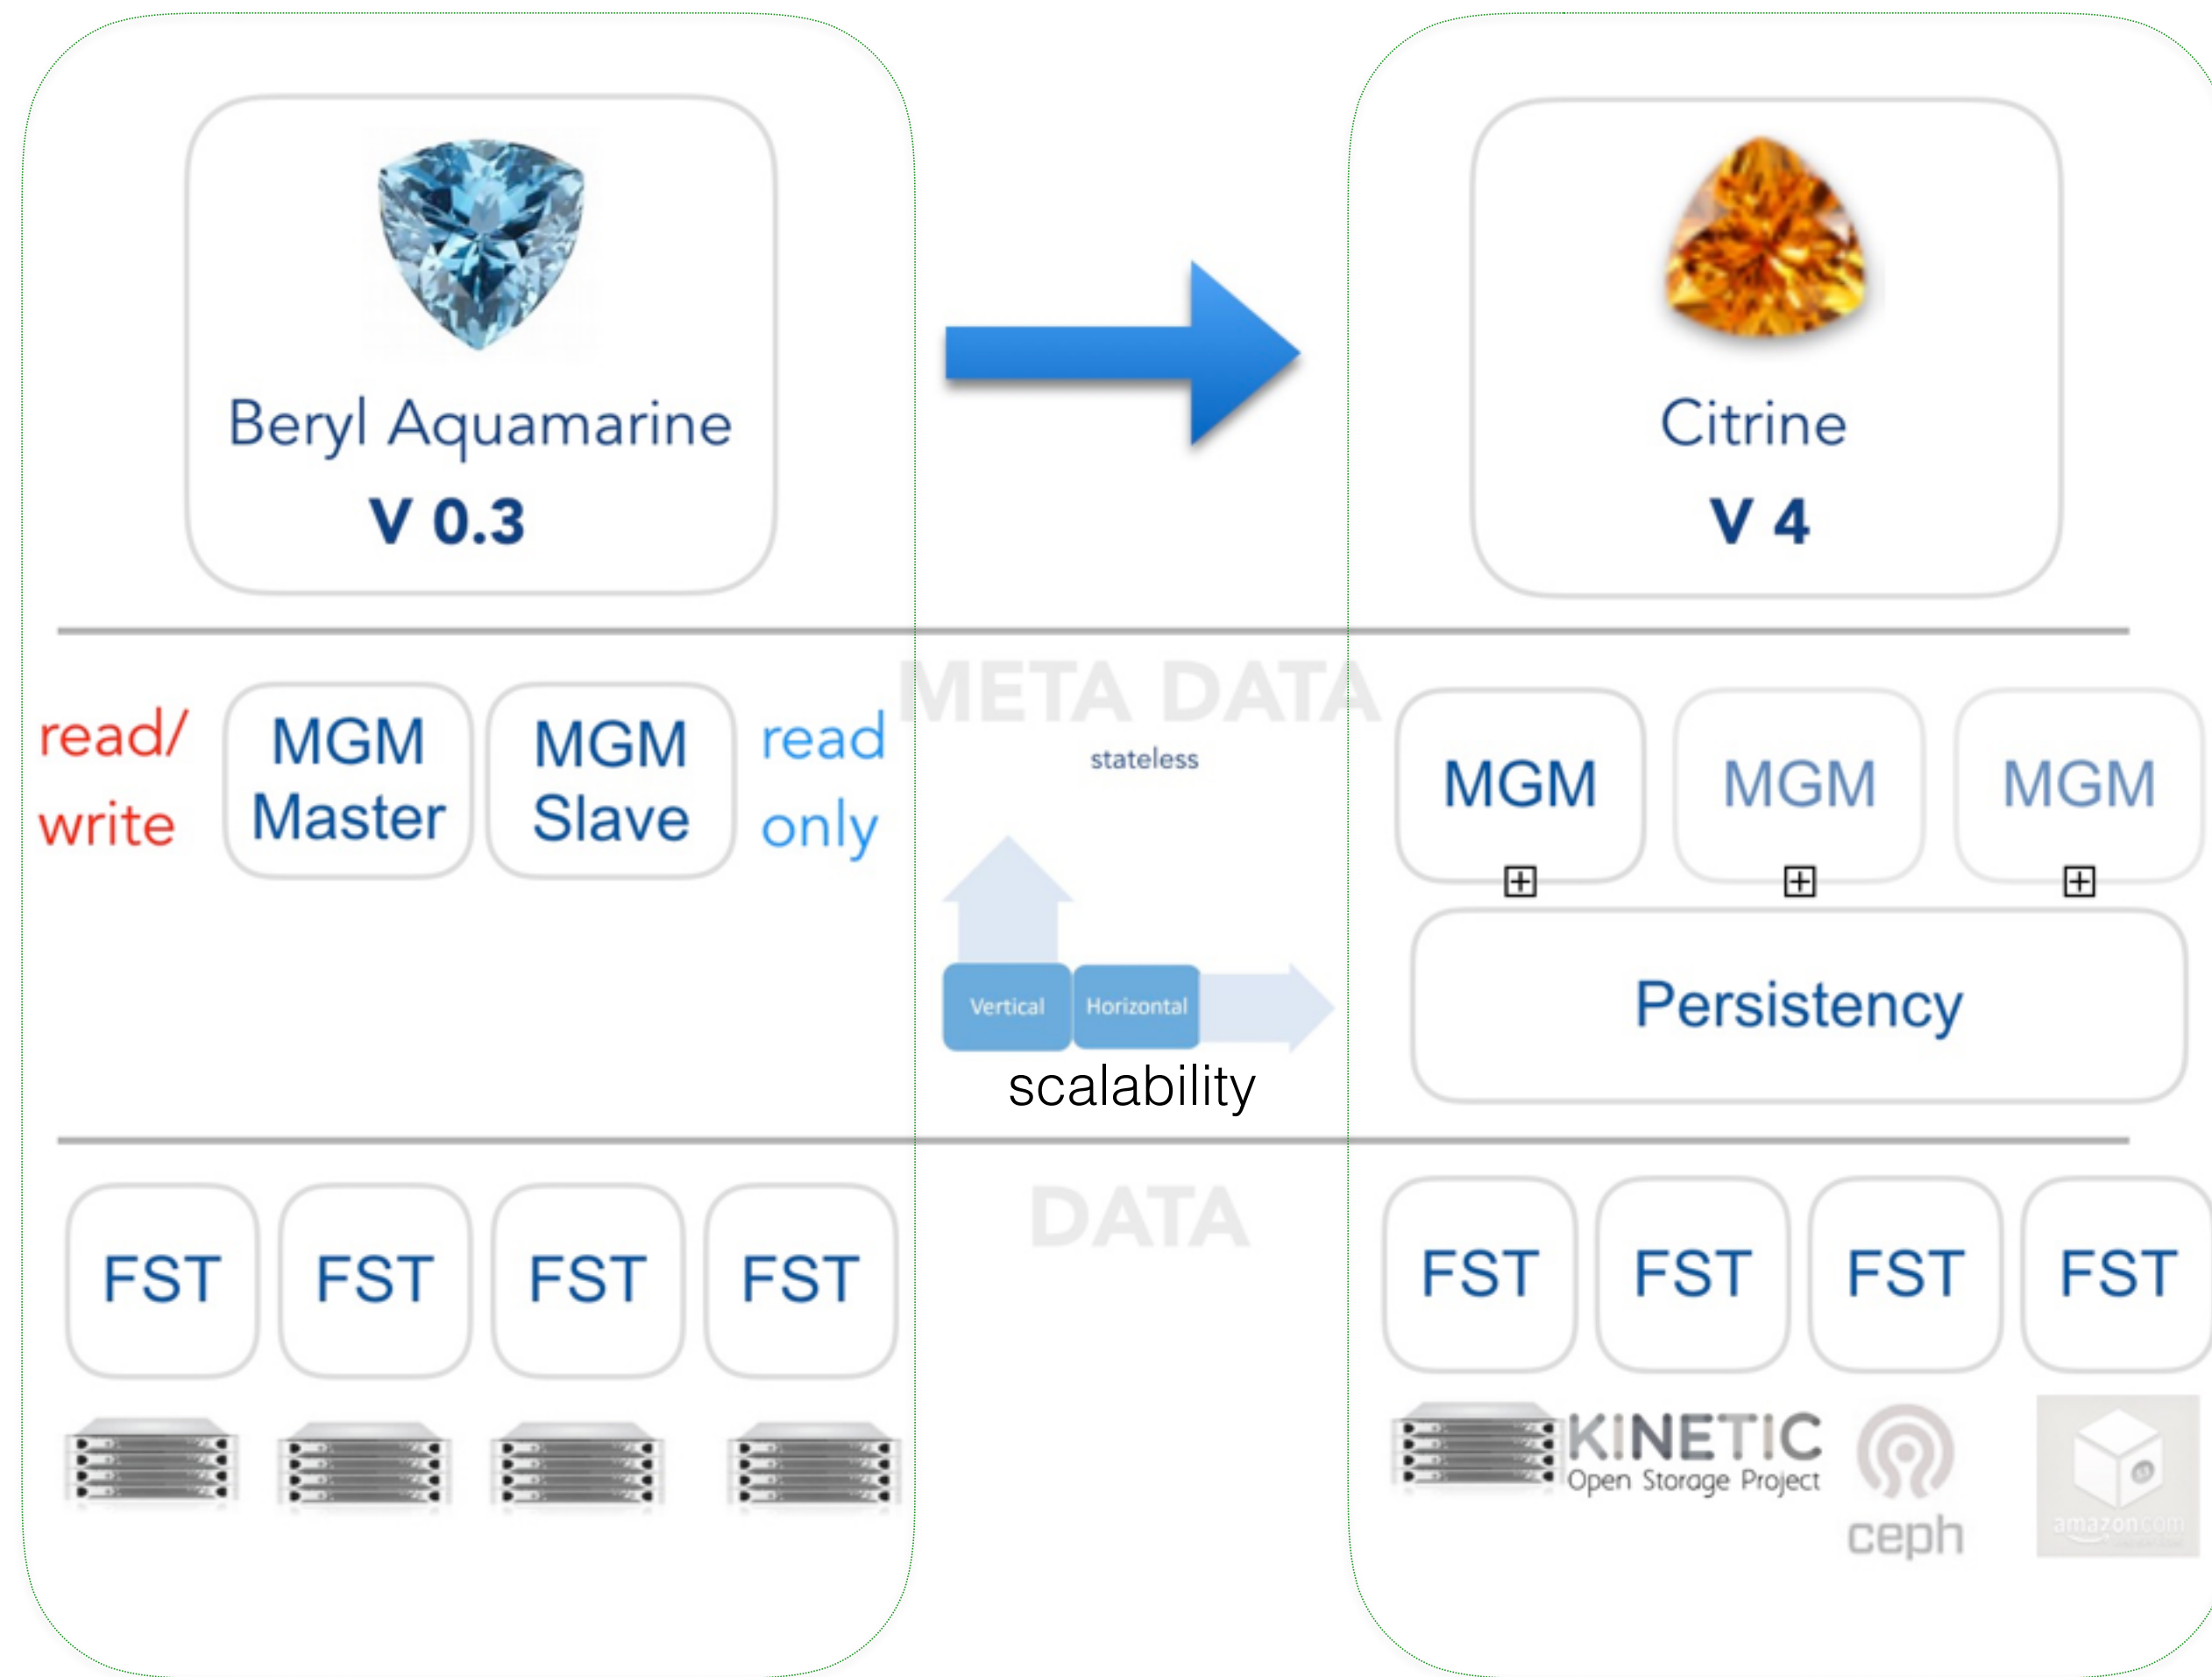 Beryl Aquamarine
V 0.3
Citrine
V 4
META DATA
stateless
read/
write
MGM
Master
MGM
Slave
read
only
MGM
MGM
MGM
Vertical
Horizontal
scalability
Persistency
DATA
FST
FST
FST
FST
FST
FST
FST
FST
KINETIC
Open Storage Project
ceph
amazon.com